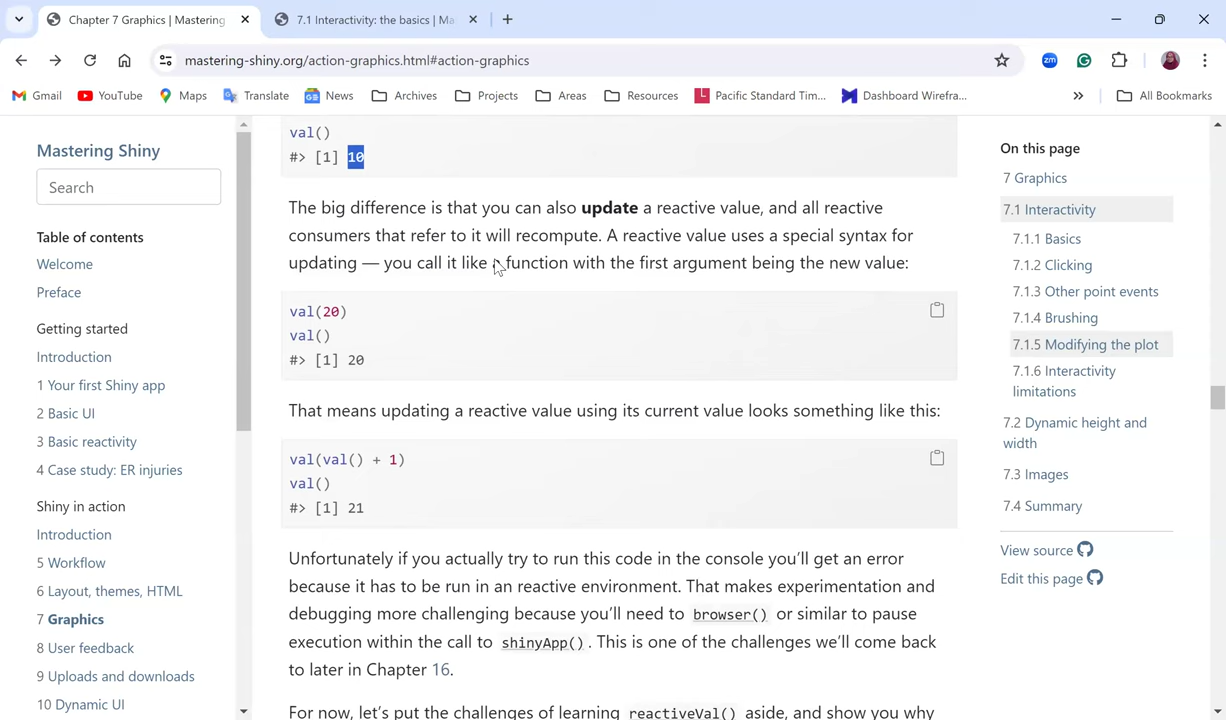 Chapter 7 Graphics | Mastering
7.1 Interactivity: the basics | Ma
mastering-shiny.org/action-graphics.html#action-graphics
zm
Gmail
YouTube
Maps
Translate
News
Archives
Projects
Areas
Resources
Pacific Standard Tim...
Dashboard Wirefra...
All Bookmarks
Mastering Shiny
Search
Table of contents
Welcome
Preface
Getting started
Introduction
1 Your first Shiny app
2 Basic UI
3 Basic reactivity
4 Case study: ER injuries
Shiny in action
Introduction
5 Workflow
6 Layout, themes, HTML
7 Graphics
8 User feedback
9 Uploads and downloads
10 Dynamic UI
val()
#> [1] 10
The big difference is that you can also update a reactive value, and all reactive
consumers that refer to it will recompute. A reactive value uses a special syntax for
updating — you call it like a function with the first argument being the new value:
val(20)
val()
#> [1] 20
That means updating a reactive value using its current value looks something like this:
val(val() + 1)
val()
#> [1] 21
Unfortunately if you actually try to run this code in the console you'll get an error
because it has to be run in an reactive environment. That makes experimentation and
debugging more challenging because you'll need to browser() or similar to pause
execution within the call to shinyApp() . This is one of the challenges we'll come back
to later in Chapter 16.
For now, let's put the challenges of learning reactiveVal() aside, and show you why
On this page
7 Graphics
7.1 Interactivity
7.1.1 Basics
7.1.2 Clicking
7.1.3 Other point events
7.1.4 Brushing
7.1.5 Modifying the plot
7.1.6 Interactivity
limitations
7.2 Dynamic height and
width
7.3 Images
7.4 Summary
View source
Edit this page